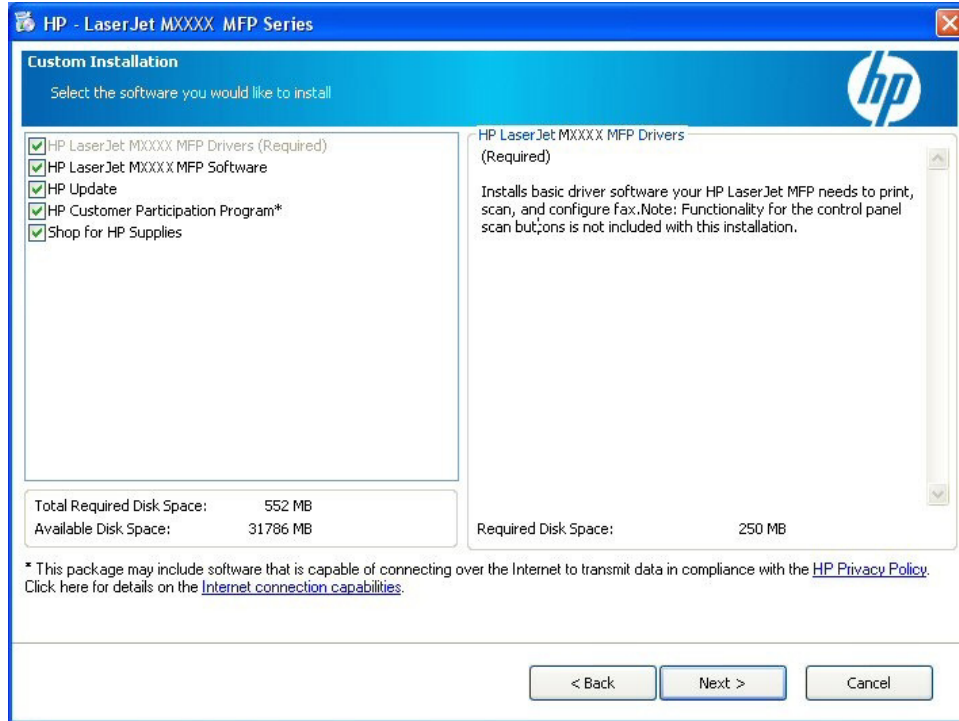 HP - LaserJet MXXXX MFP Series
Custom Installation
Select the software you would like to install
hp
HP LaserJet MXXXX MFP Drivers (Required)
HP LaserJet MXXXX MFP Software
HP Update
HP Customer Participation Program*
Shop for HP Supplies
HP LaserJet MXXXX MFP Drivers
(Required)
Installs basic driver software your HP LaserJet MFP needs to print,
scan, and configure fax.Note: Functionality for the control panel
scan but;ons is not included with this installation.
Total Required Disk Space: 552 MB
Available Disk Space: 31786 MB
Required Disk Space: 250 MB
* This package may include software that is capable of connecting over the Internet to transmit data in compliance with the HP Privacy Policy.
Click here for details on the Internet connection capabilities.
< Back
Next >
Cancel